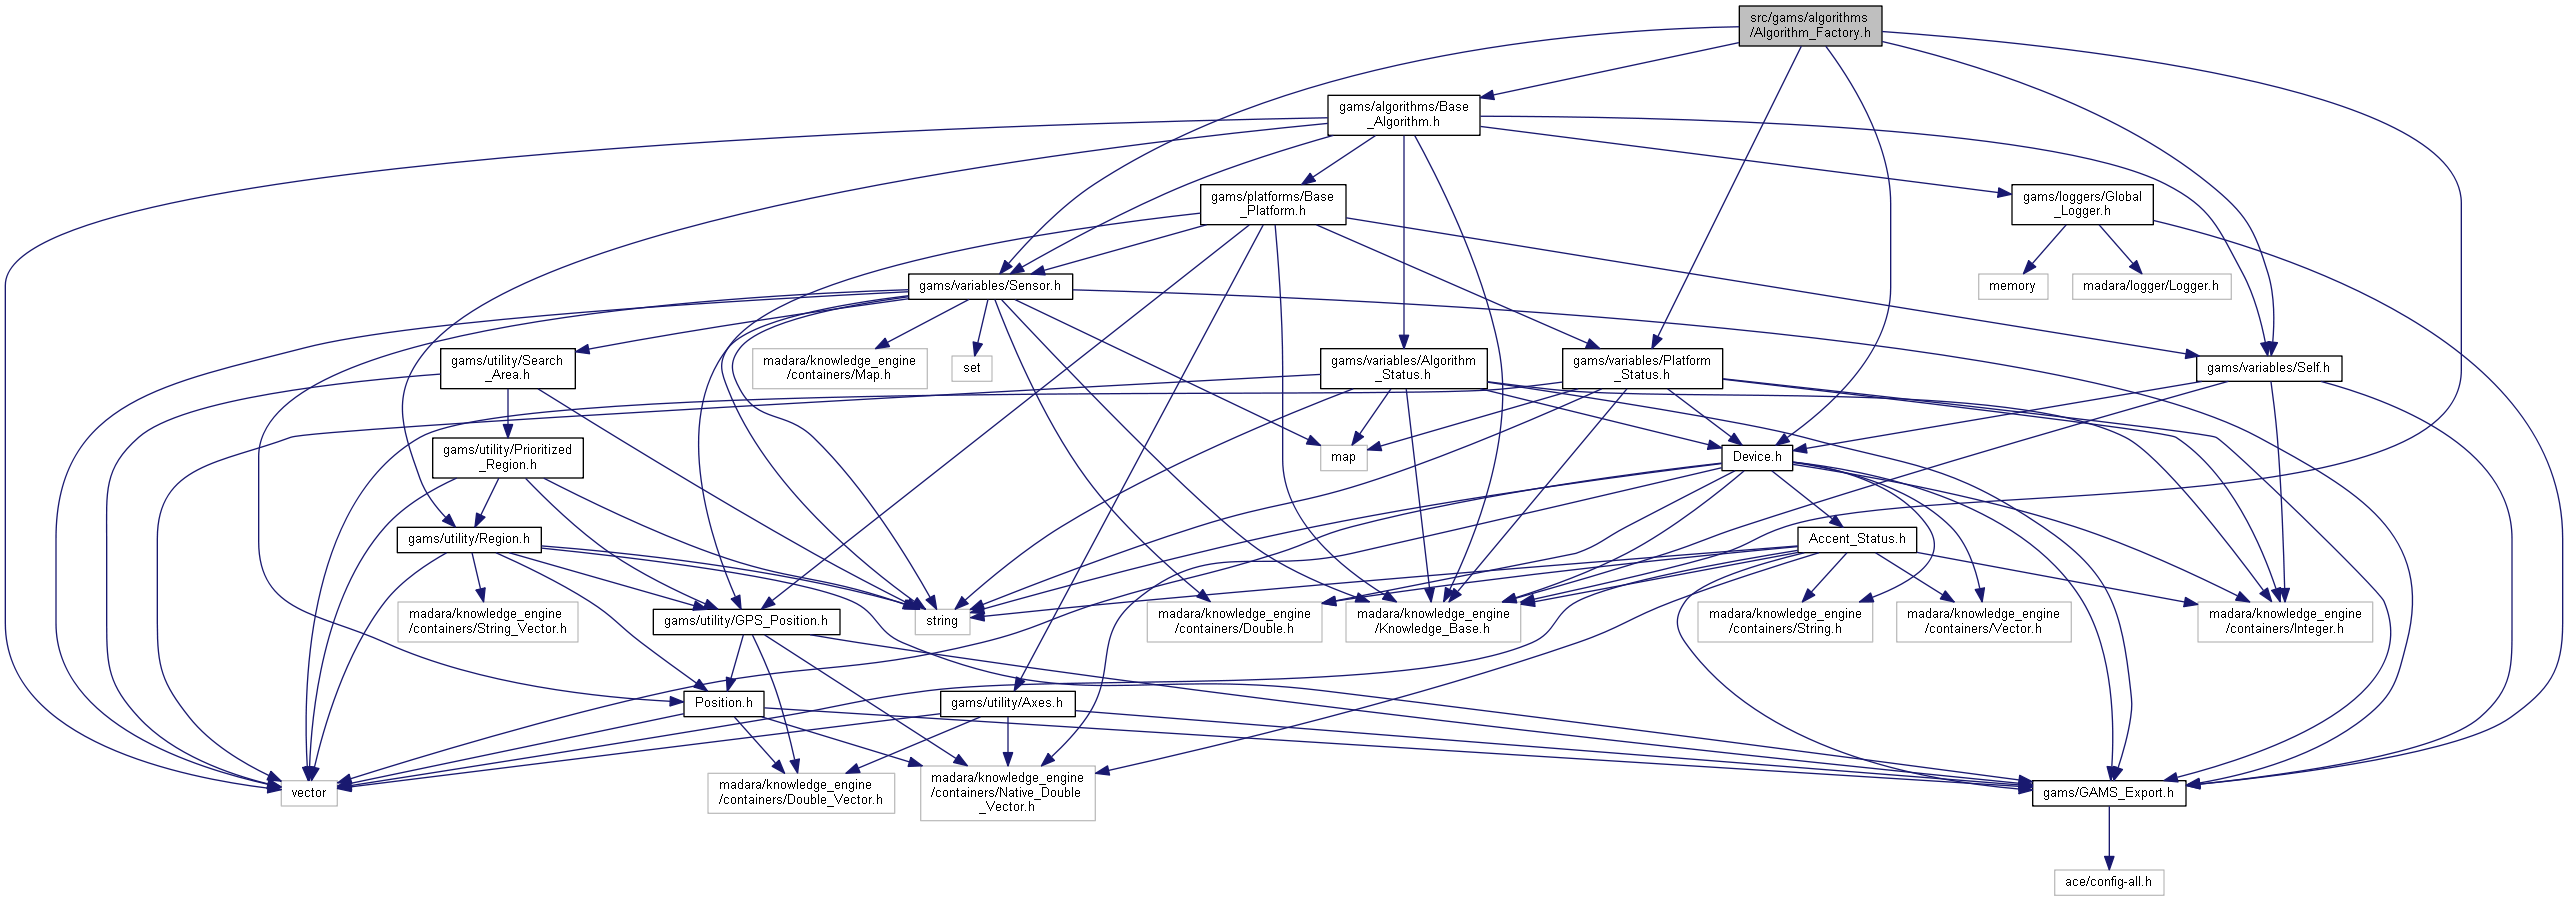 src/gams/algorithms
/Algorithm_Factory.h
gams/algorithms/Base
_Algorithm.h
gams/platforms/Base
_Platform.h
gams/loggers/Global
_Logger.h
gams/variables/Sensor.h
memory
madara/logger/Logger.h
gams/utility/Search
_Area.h
madara/knowledge_engine
/containers/Map.h
set
gams/variables/Algorithm
_Status.h
gams/variables/Platform
_Status.h
gams/variables/Self.h
gams/utility/Prioritized
_Region.h
map
Device.h
gams/utility/Region.h
Accent_Status.h
madara/knowledge_engine
/containers/String_Vector.h
gams/utility/GPS_Position.h
string
madara/knowledge_engine
/containers/Double.h
madara/knowledge_engine
/Knowledge_Base.h
madara/knowledge_engine
/containers/String.h
madara/knowledge_engine
/containers/Vector.h
madara/knowledge_engine
/containers/Integer.h
Position.h
gams/utility/Axes.h
vector
madara/knowledge_engine
/containers/Double_Vector.h
madara/knowledge_engine
/containers/Native_Double
_Vector.h
gams/GAMS_Export.h
ace/config-all.h